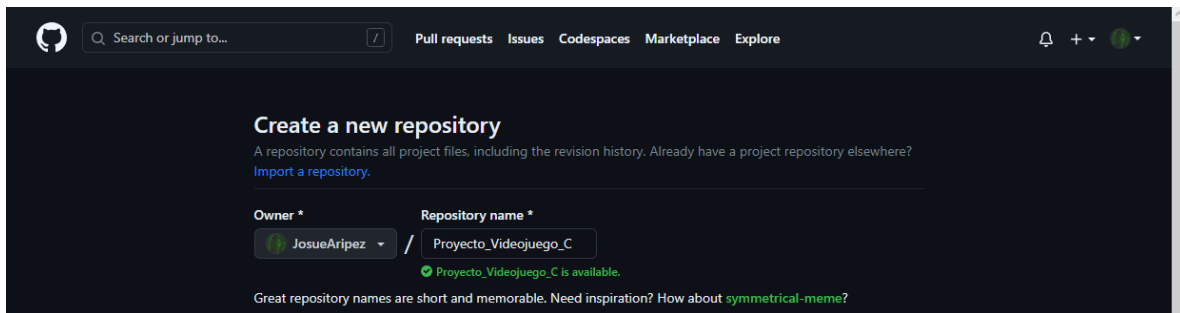 Search or jump to... / Pull requests Issues Codespaces Marketplace Explore
Create a new repository
A repository contains all project files, including the revision history. Already have a project repository elsewhere?
Import a repository.
Owner * Repository name *
JosueAripez / Proyecto_Videojuego_C
Proyecto_Videojuego_C is available.
Great repository names are short and memorable. Need inspiration? How about symmetrical-meme?